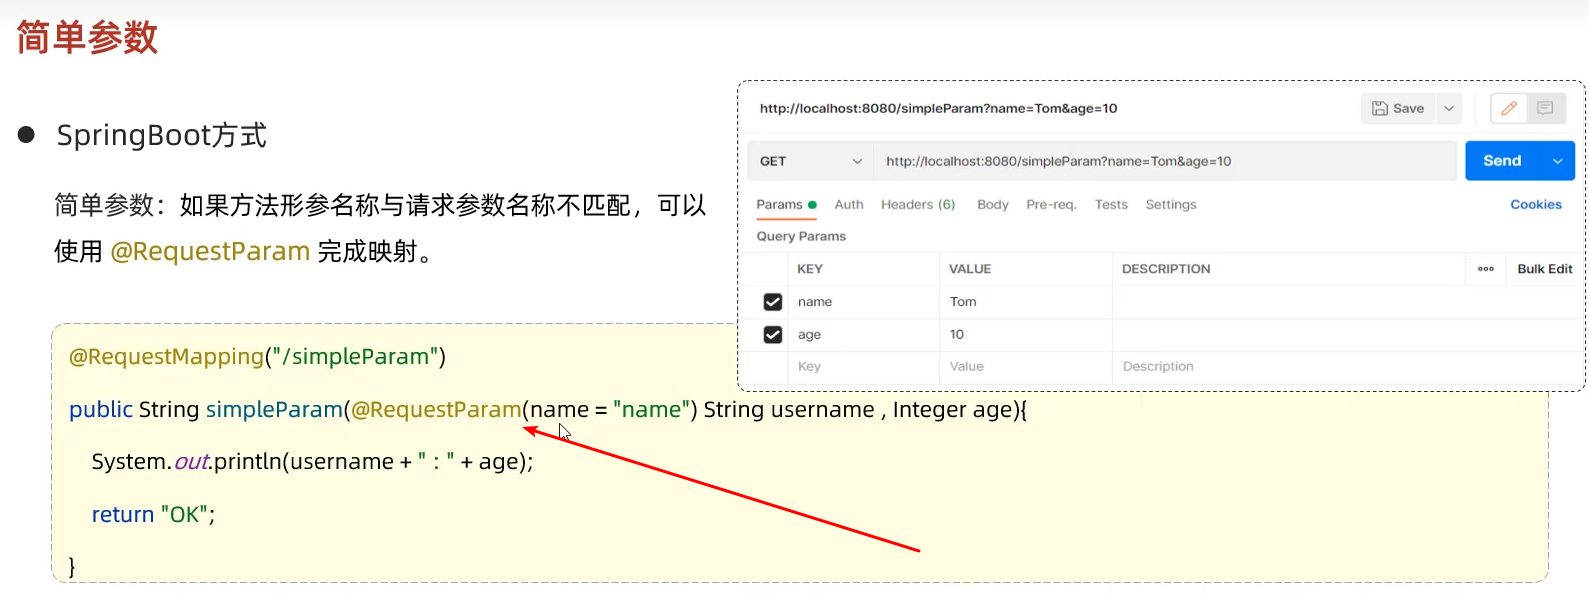 简单参数
SpringBoot方式
简单参数：如果方法形参名称与请求参数名称不匹配，可以
使用 @RequestParam 完成映射。
http://localhost:8080/simpleParam?name=Tom&age=10
Save
GET
http://localhost:8080/simpleParam?name=Tom&age=10
Send
Params Auth Headers (6) Body Pre-req. Tests Settings Cookies
Query Params
KEY VALUE DESCRIPTION ooo Bulk Edit
name Tom
age 10
Key Value Description
@RequestMapping("/simpleParam")
public String simpleParam(@RequestParam(name = "name") String username , Integer age){
System.out.println(username + " : " + age);
return "OK";
}